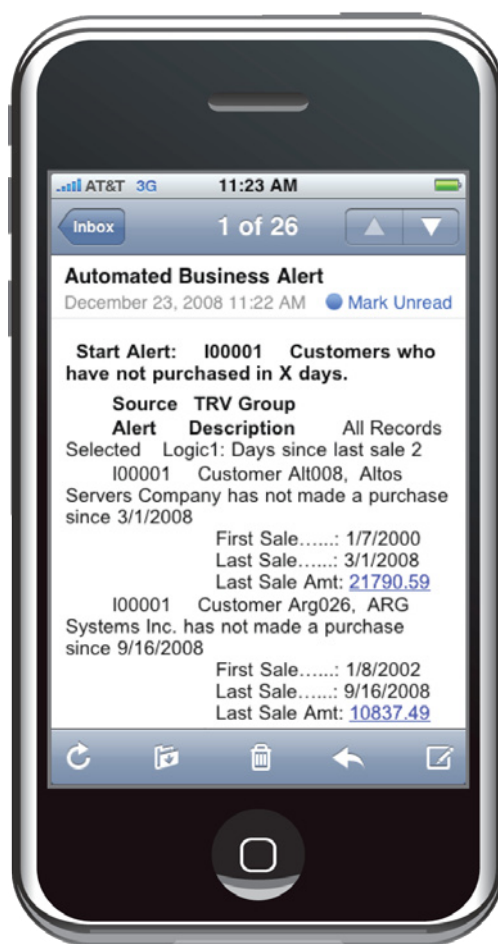 AT&T 3G 11:23 AM
Inbox 1 of 26
Automated Business Alert
December 23, 2008 11:22 AM Mark Unread
Start Alert: I00001 Customers who
have not purchased in X days.
Source TRV Group
Alert Description All Records
Selected Logic1: Days since last sale 2
I00001 Customer Alt008, Altos
Servers Company has not made a purchase
since 3/1/2008
First Sale......: 1/7/2000
Last Sale......: 3/1/2008
Last Sale Amt: 21790.59
I00001 Customer Arg026, ARG
Systems Inc. has not made a purchase
since 9/16/2008
First Sale......: 1/8/2002
Last Sale......: 9/16/2008
Last Sale Amt: 10837.49